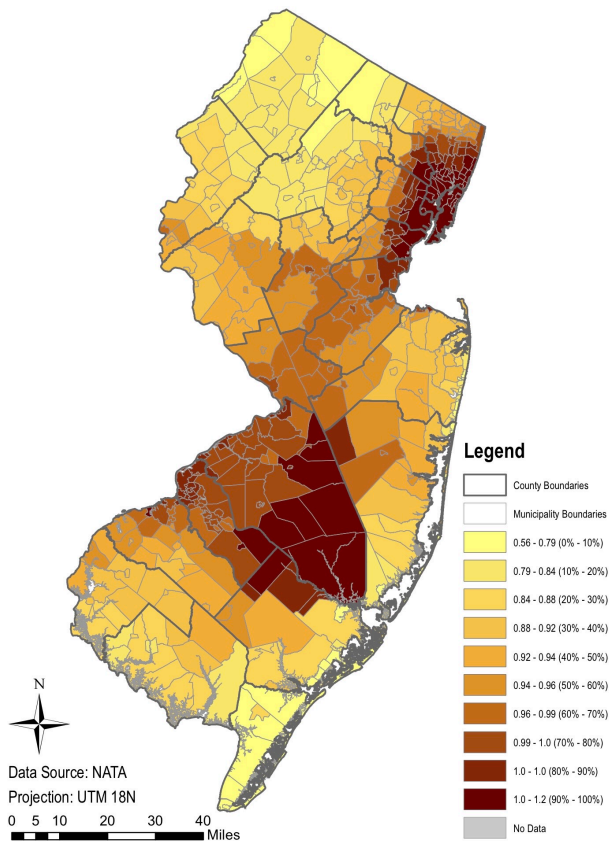 Legend
County Boundaries
Municipality Boundaries
0.56 - 0.79 (0% - 10%)
0.79 - 0.84 (10% - 20%)
0.84 - 0.88 (20% - 30%)
0.88 - 0.92 (30% - 40%)
0.92 - 0.94 (40% - 50%)
0.94 - 0.96 (50% - 60%)
0.96 - 0.99 (60% - 70%)
0.99 - 1.0 (70% - 80%)
1.0 - 1.0 (80% - 90%)
1.0 - 1.2 (90% - 100%)
No Data
N
Data Source: NATA
Projection: UTM 18N
0 5 10 20 30 40
Miles